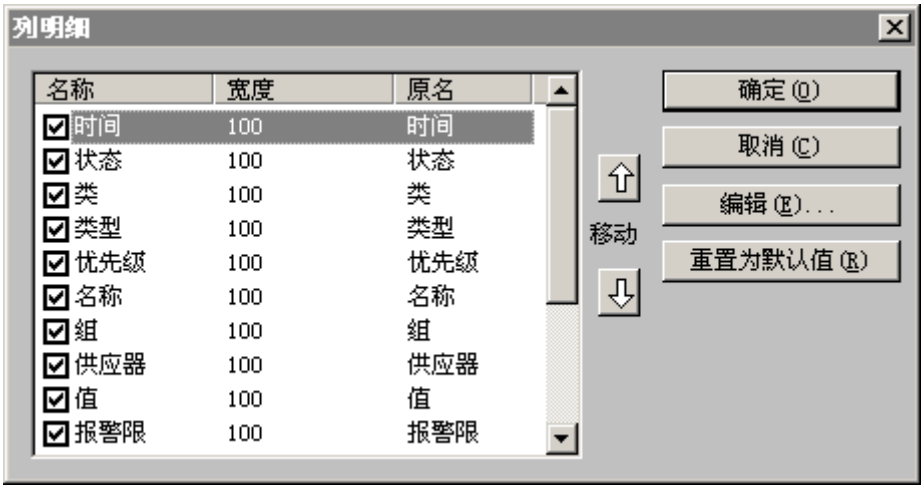 列明细
名称 宽度 原名
时间 100 时间
状态 100 状态
类 100 类
类型 100 类型
优先级 100 优先级
名称 100 名称
组 100 组
供应器 100 供应器
值 100 值
报警限 100 报警限
移动
确定(O)
取消(C)
编辑(E)...
重置为默认值(R)